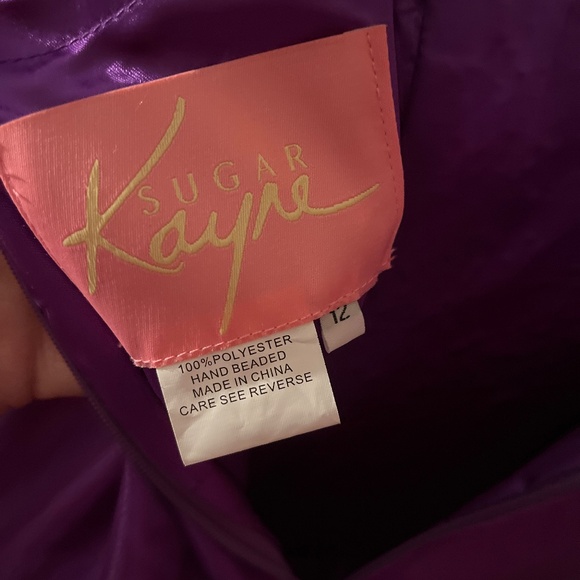 SUGAR
Kayne
12
100%POLYESTER
HAND BEADED
MADE IN CHINA
CARE SEE REVERSE